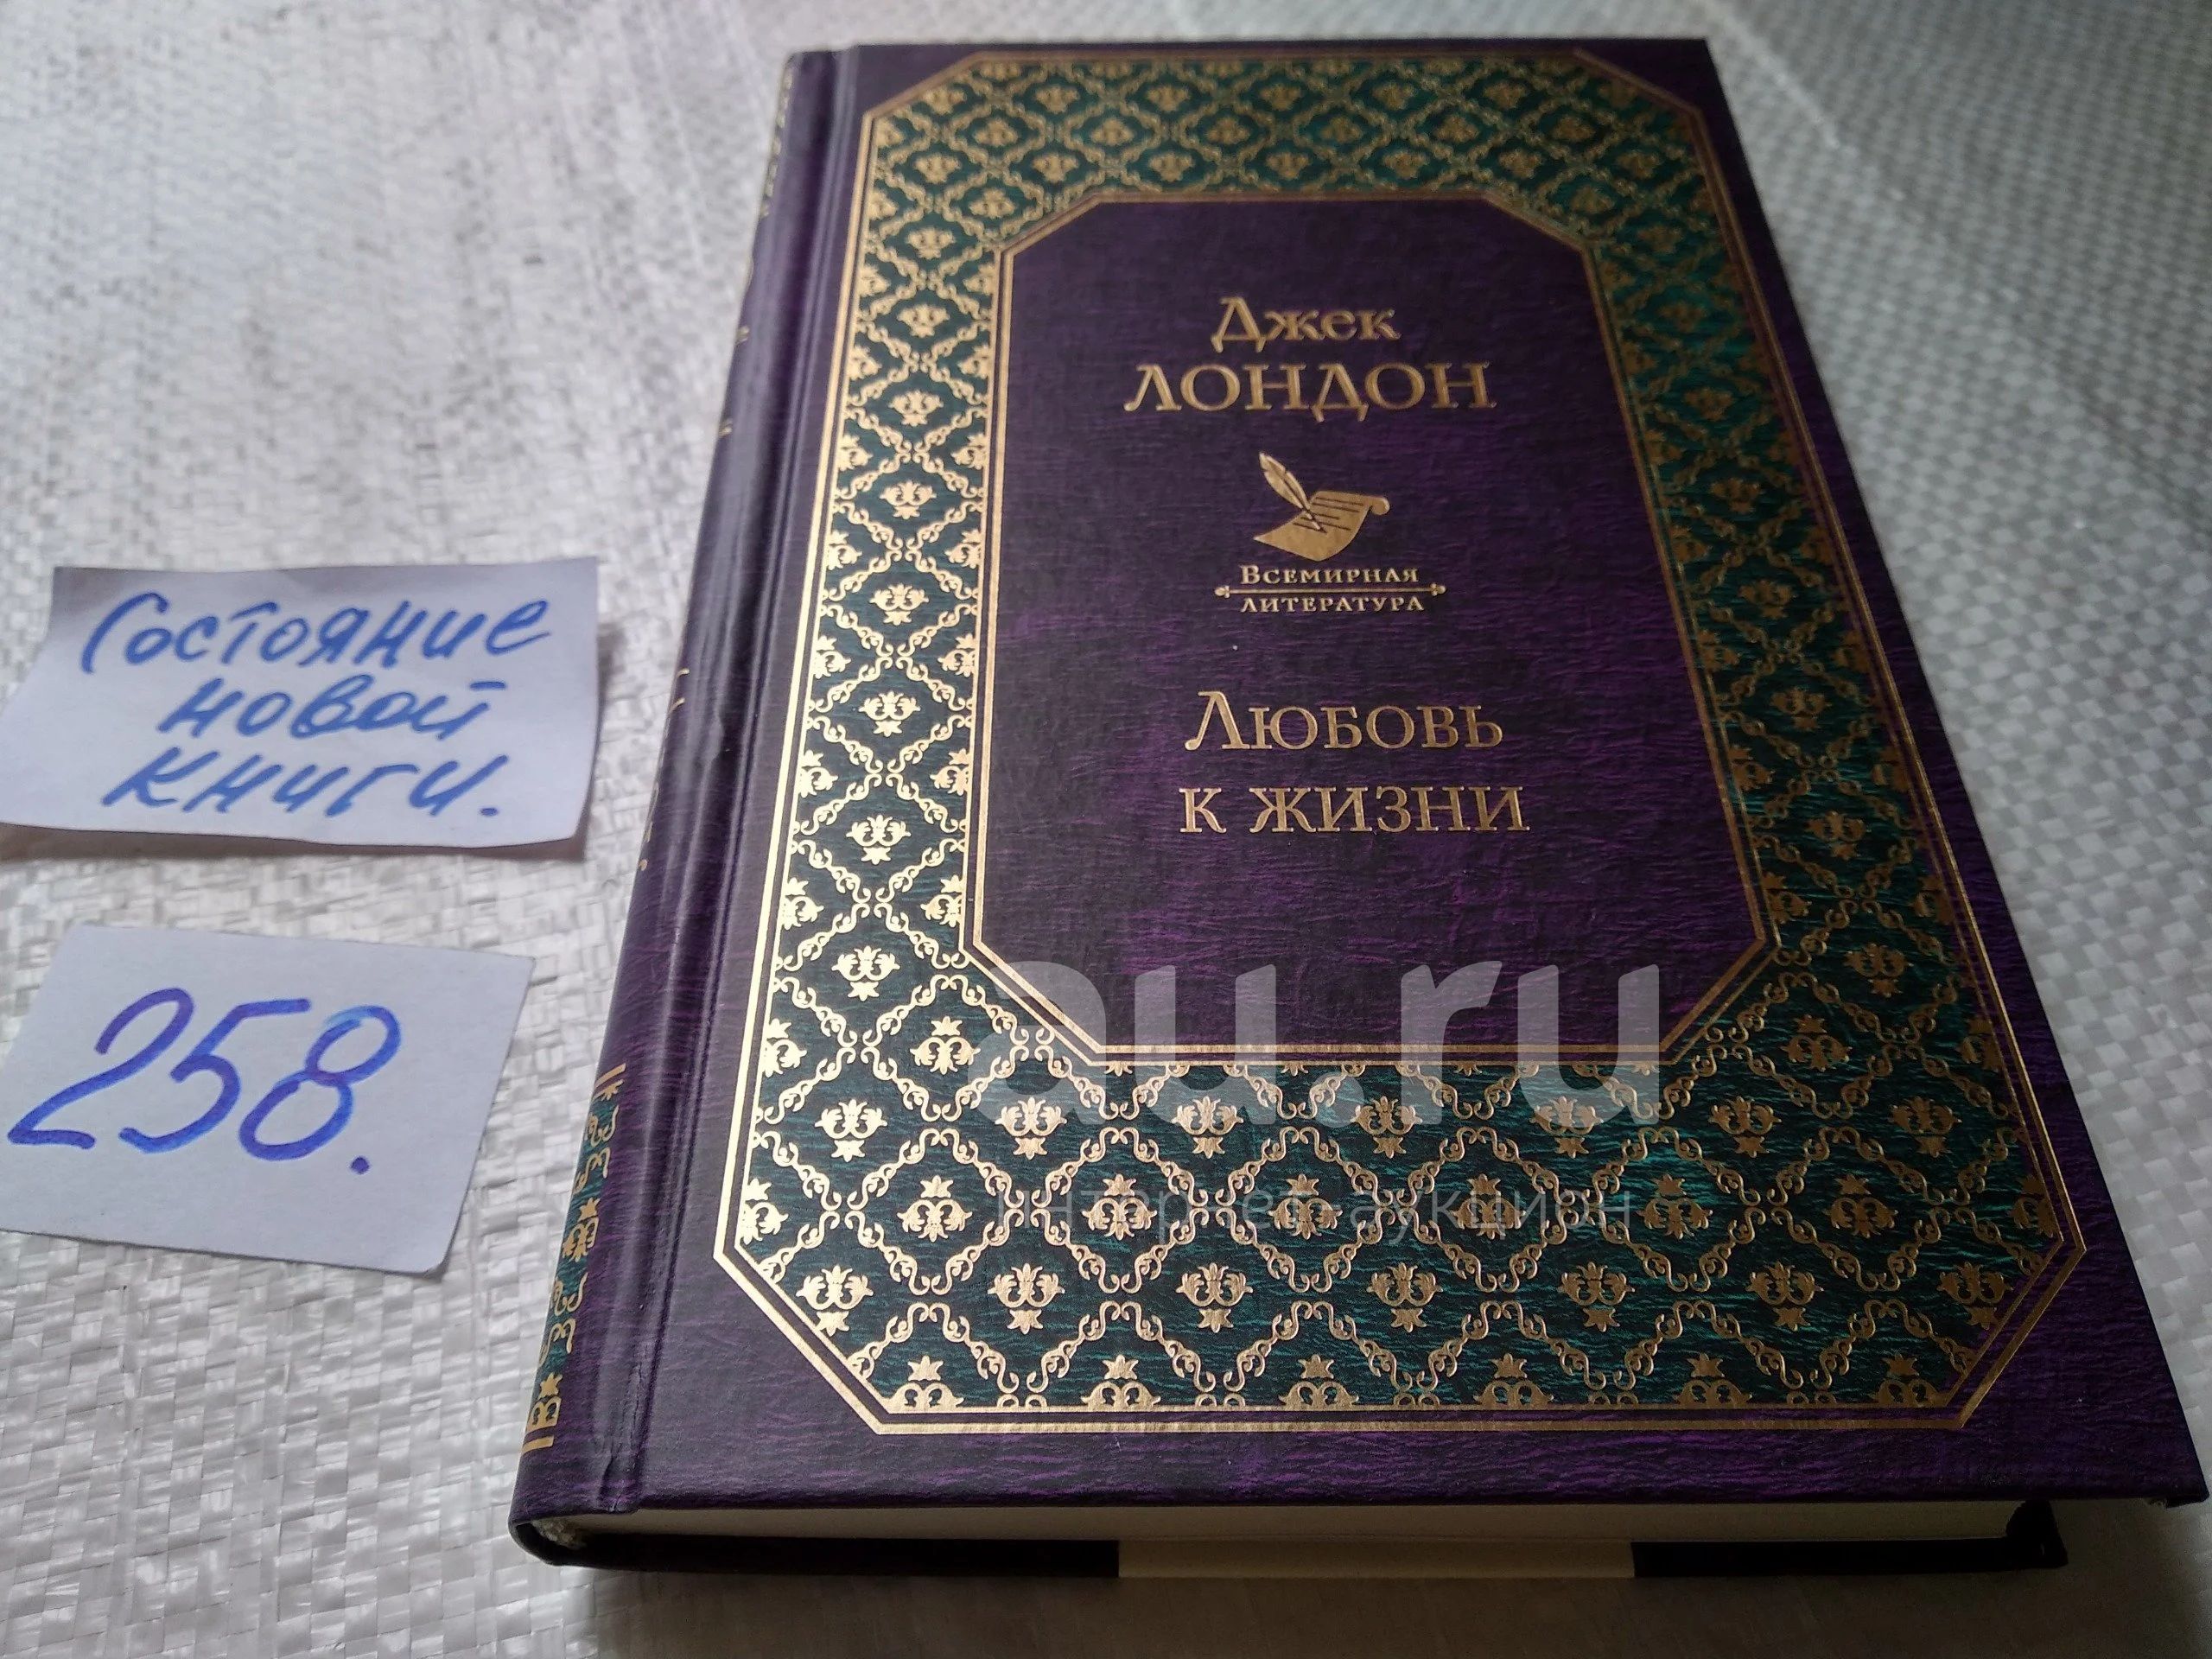 Состояние
новой
книги.
258.
Джек
ЛОНДОН
ВСЕМИРНАЯ
ЛИТЕРАТУРА
ЛЮБОВЬ
К ЖИЗНИ
au.ru
интернет-аукцион